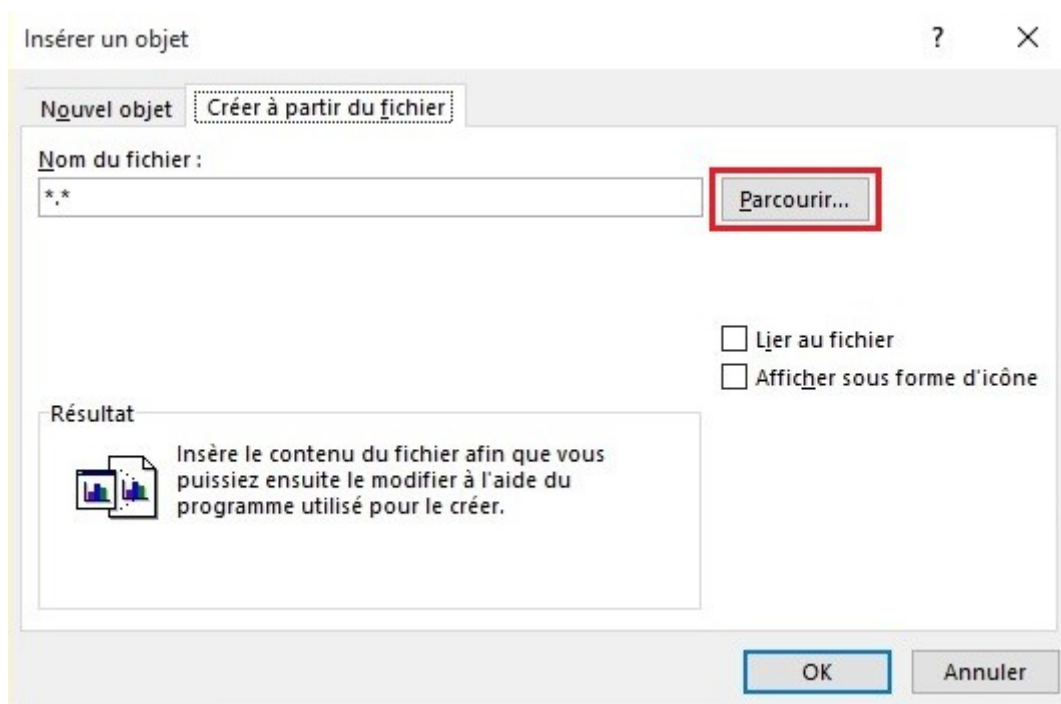 Insérer un objet
?
Nouvel objet
Créer à partir du fichier
Nom du fichier :
*.*
Parcourir...
Lier au fichier
Afficher sous forme d'icône
Résultat
Insère le contenu du fichier afin que vous
puissiez ensuite le modifier à l'aide du
programme utilisé pour le créer.
OK
Annuler